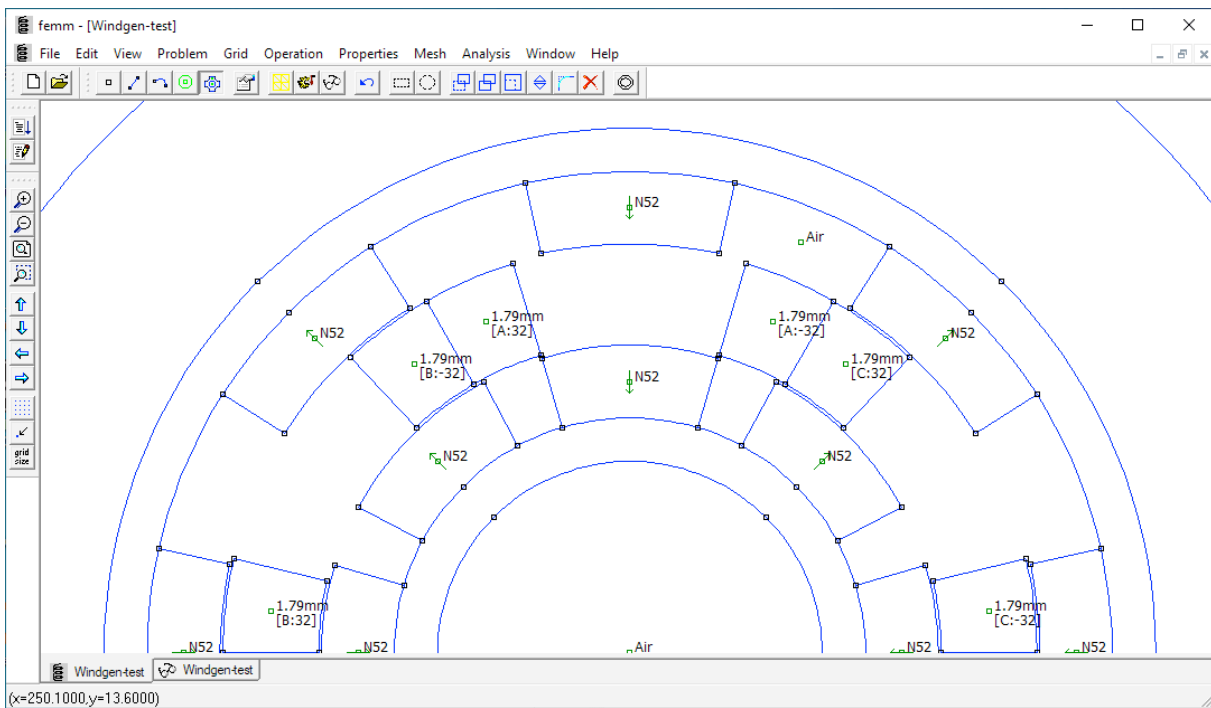 femm - [Windgen-test]
File Edit View Problem Grid Operation Properties Mesh Analysis Window Help
grid
size
N52
Air
1.79mm
[A:32]
1.79mm
[A:-32]
N52
N52
1.79mm
[B:-32]
1.79mm
[C:32]
N52
N52
N52
1.79mm
[B:32]
1.79mm
[C:-32]
N52
N52
Air
N52
N52
Windgen-test
Windgen-test
(x=250.1000,y=13.6000)